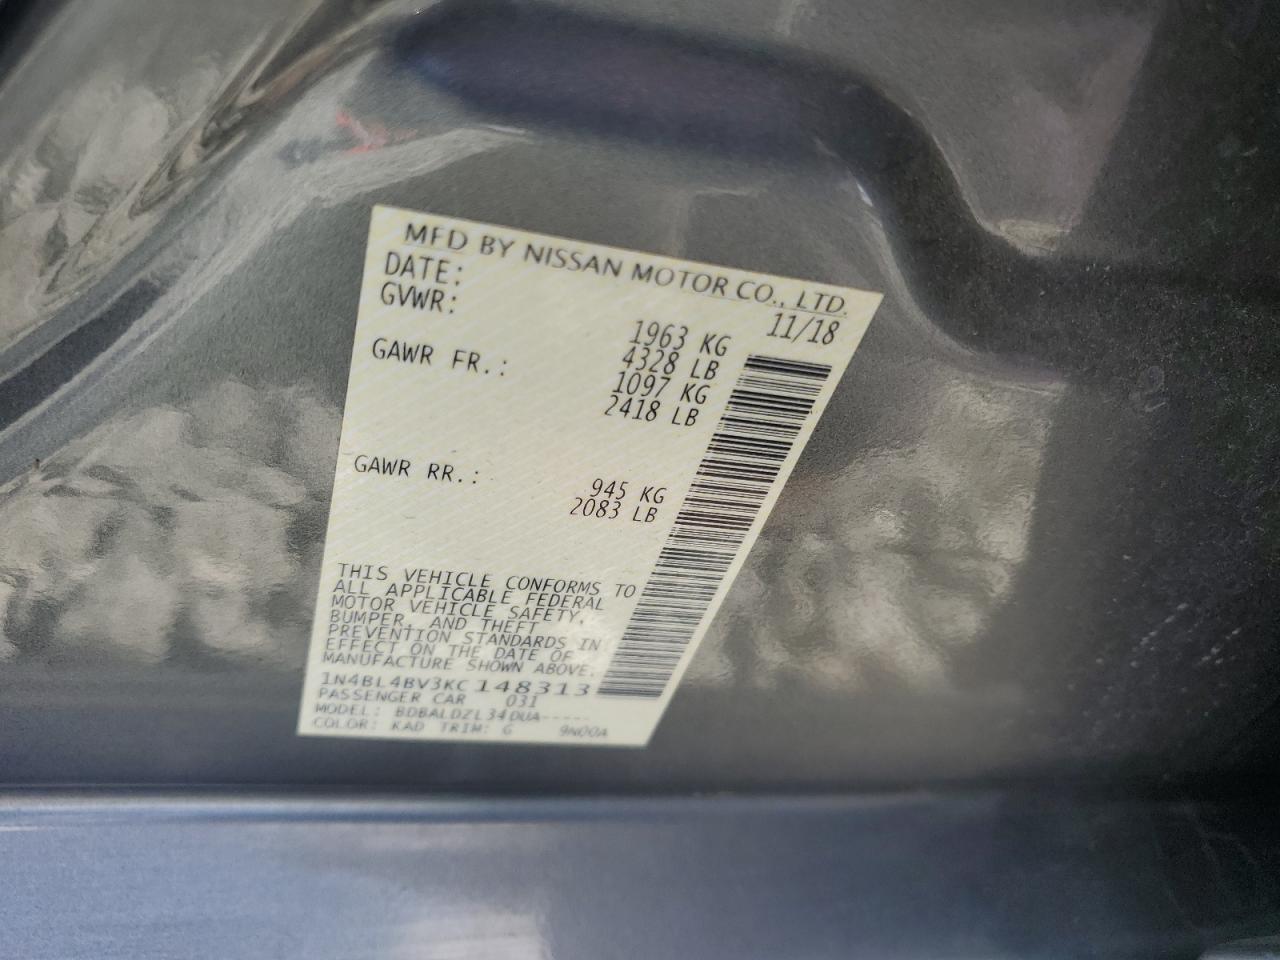 MFD BY NISSAN MOTOR CO., LTD.
DATE: 11/18
GVWR: 1963 KG
4328 LB
GAWR FR.: 1097 KG
2418 LB
GAWR RR.: 945 KG
2083 LB
THIS VEHICLE CONFORMS TO
ALL APPLICABLE FEDERAL
MOTOR VEHICLE SAFETY,
BUMPER, AND THEFT
PREVENTION STANDARDS IN
EFFECT ON THE DATE OF
MANUFACTURE SHOWN ABOVE.
1N4BL4BV3KC148313
PASSENGER CAR 031
MODEL: BDBALDZL34DUA-----
COLOR: KAD TRIM: G 9N00A